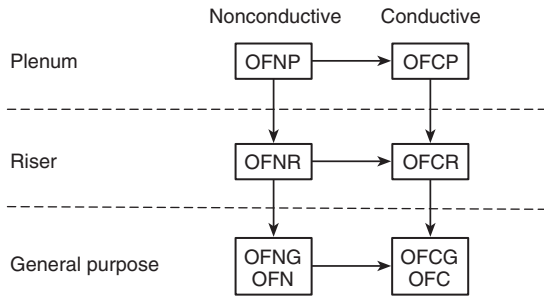 Nonconductive Conductive
Plenum OFNP OFCP
Riser OFNR OFCR
General purpose OFNG OFCG
OFN OFC